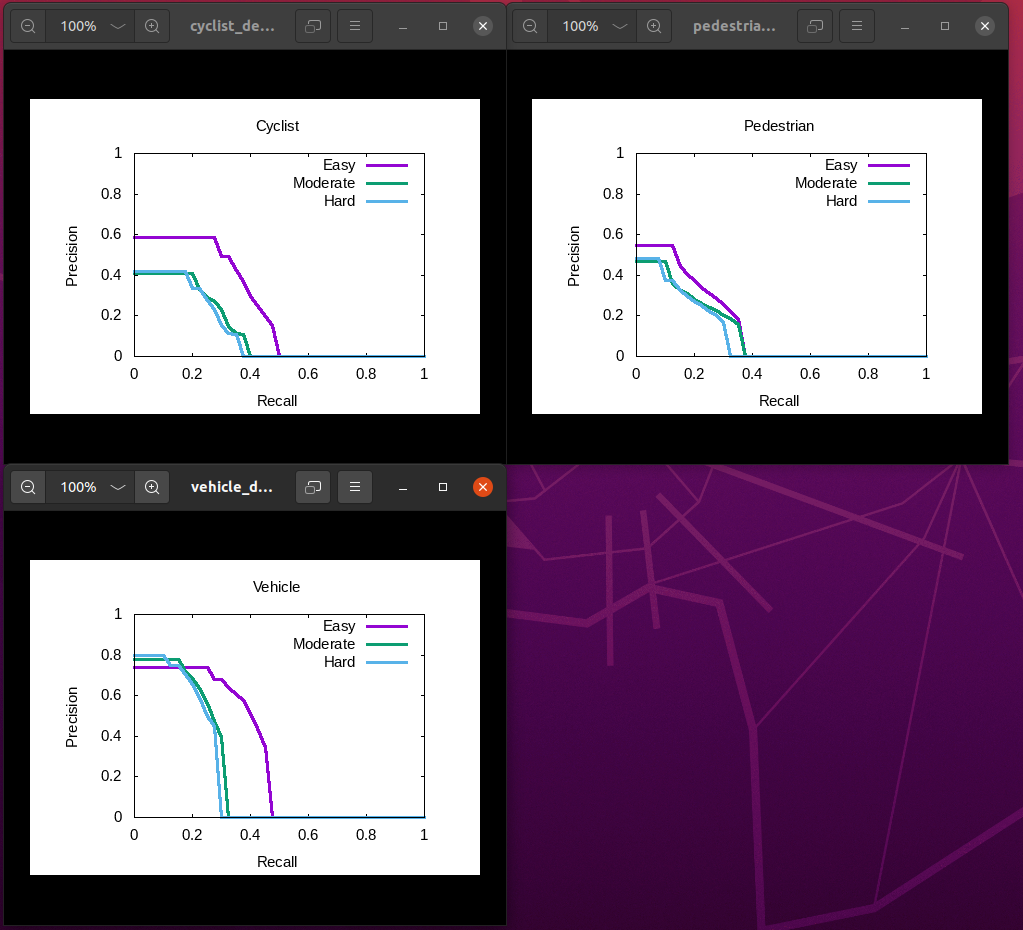 100%
cyclist_de...
100%
pedestria...
Cyclist
Easy
Moderate
Hard
1
0.8
0.6
0.4
0.2
0
Precision
0 0.2 0.4 0.6 0.8 1
Recall
Pedestrian
Easy
Moderate
Hard
1
0.8
0.6
0.4
0.2
0
Precision
0 0.2 0.4 0.6 0.8 1
Recall
100%
vehicle_d...
Vehicle
Easy
Moderate
Hard
1
0.8
0.6
0.4
0.2
0
Precision
0 0.2 0.4 0.6 0.8 1
Recall